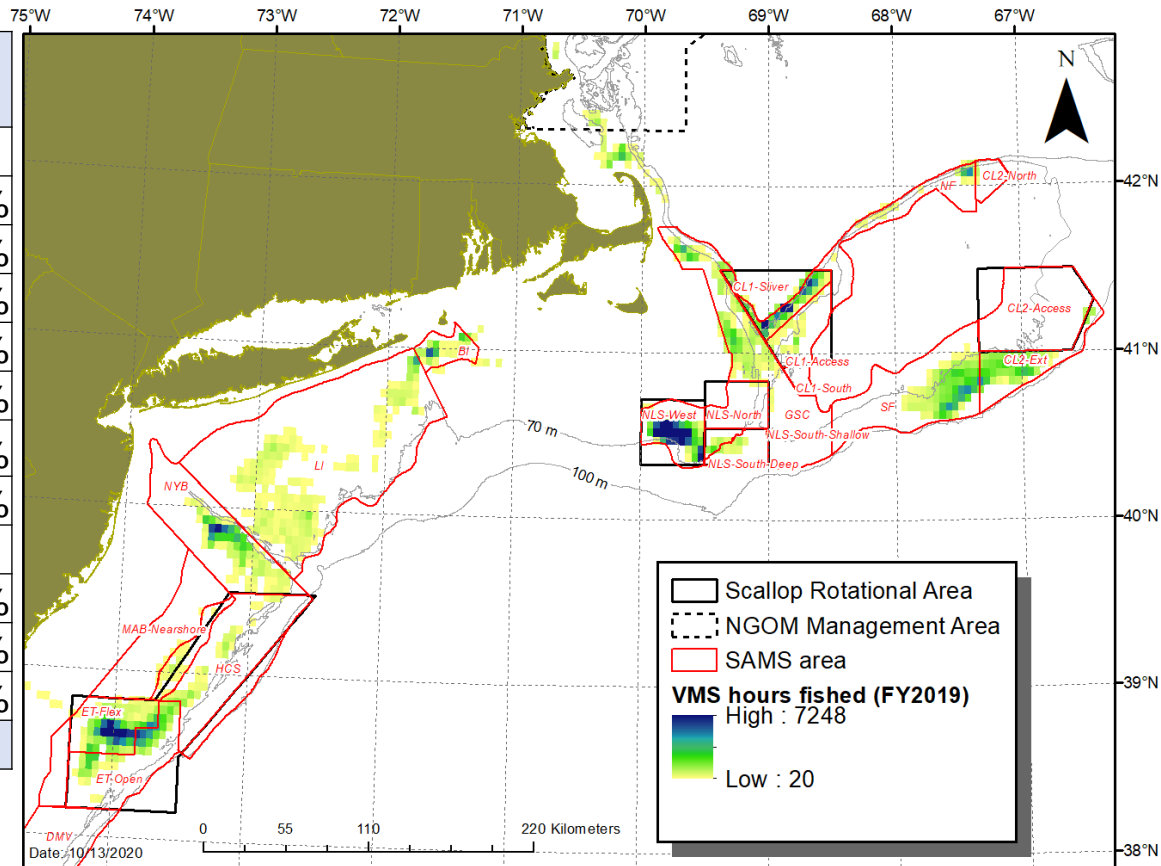 75°W 74°W 73°W 72°W 71°W 70°W 69°W 68°W 67°W
N
42°N
CL2-North
NF
CL1-Sliver
CL2-Access
41°N
BI
CL1-Access
CL2-Ext
CL1-South
SF
NLS-West NLS-North GSC
70 m
NLS-South-Shallow
LI
NLS-South-Deep
100 m
NYB
40°N
MAB-Nearshore
HCS
39°N
ET-Flex
ET-Open
DMV
38°N
Scallop Rotational Area
NGOM Management Area
SAMS area
VMS hours fished (FY2019)
High : 7248
Low : 20
0 55 110 220 Kilometers
Date: 10/13/2020